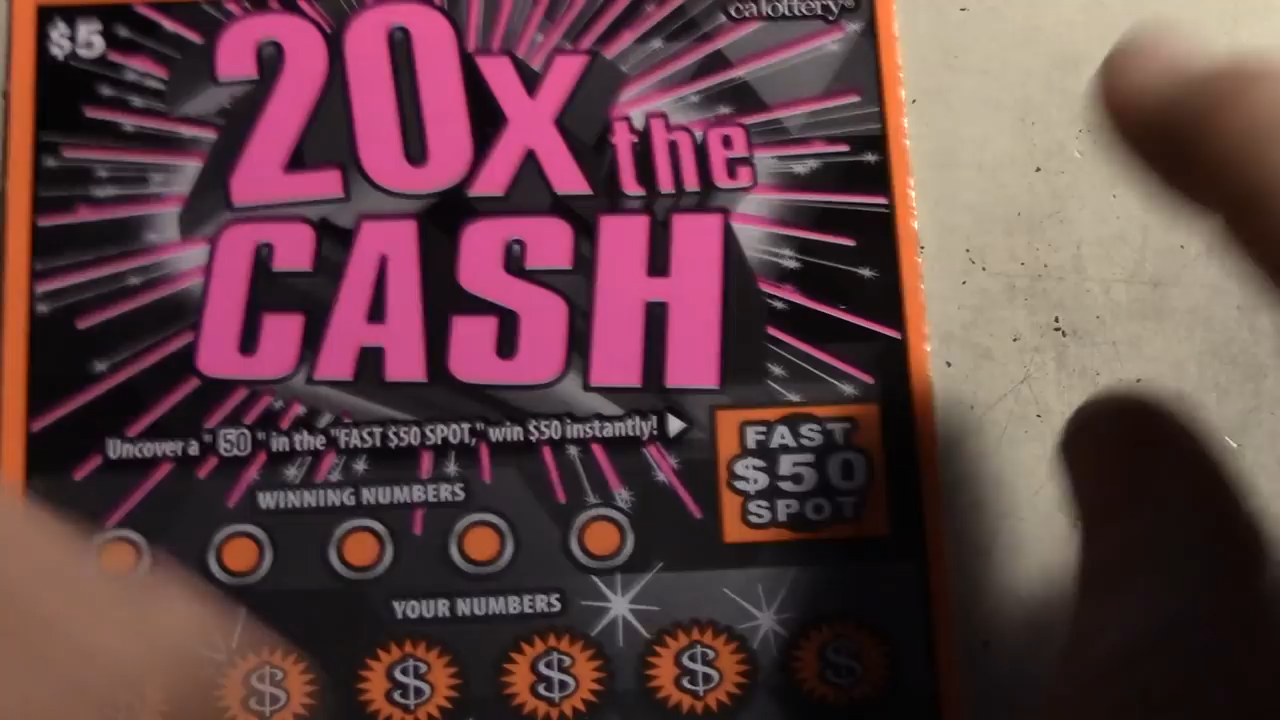 $5
calottery®
20X the
CASH
Uncover a "50" in the "FAST $50 SPOT," win $50 instantly!
FAST
$50
SPOT
WINNING NUMBERS
YOUR NUMBERS
$ $ $ $ $